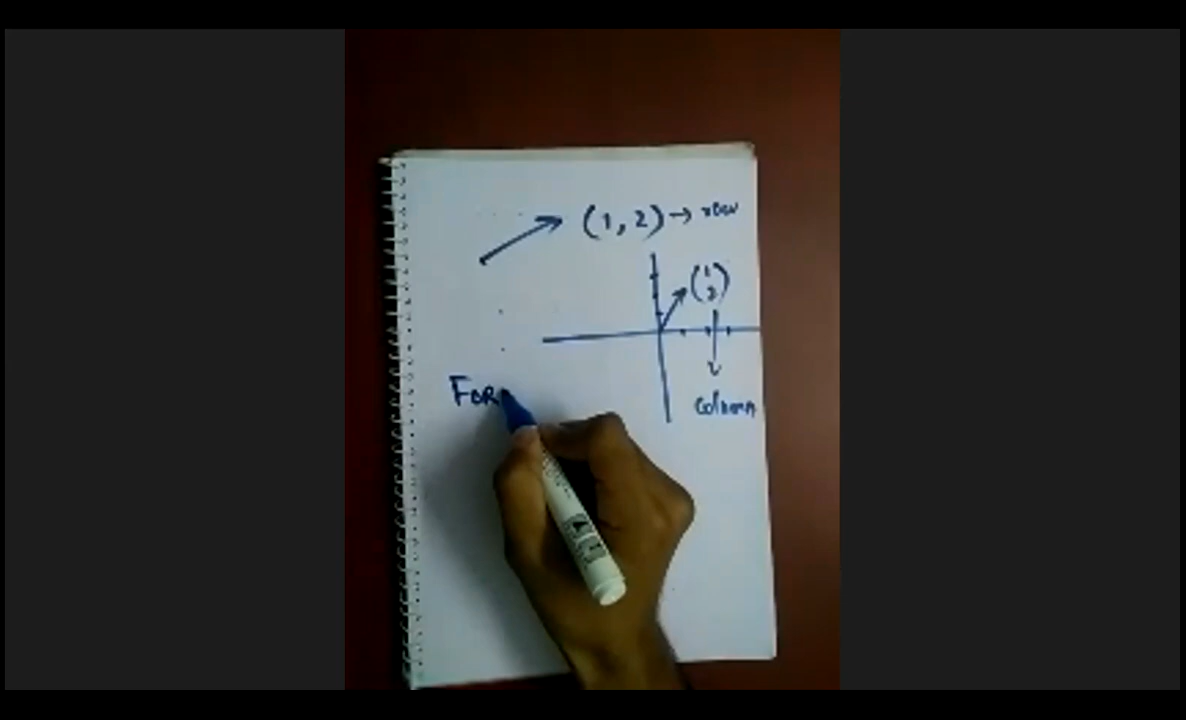 (1, 2) → row
(1
2)
column
FOR